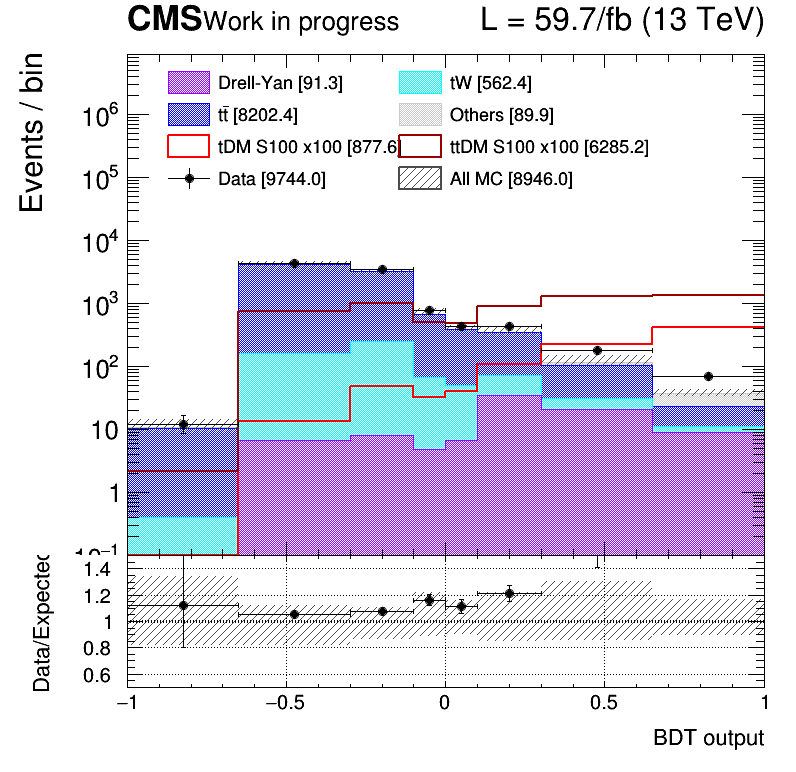 CMS Work in progress L = 59.7/fb (13 TeV)
Events / bin
Drell-Yan [91.3] tW [562.4]
tt̄ [8202.4] Others [89.9]
tDM S100 x100 [877.6] ttDM S100 x100 [6285.2]
Data [9744.0] All MC [8946.0]
10⁶
10⁵
10⁴
10³
10²
10
1
10⁻¹
Data/Expected
1.4
1.2
1
0.8
0.6
−1 −0.5 0 0.5 1
BDT output